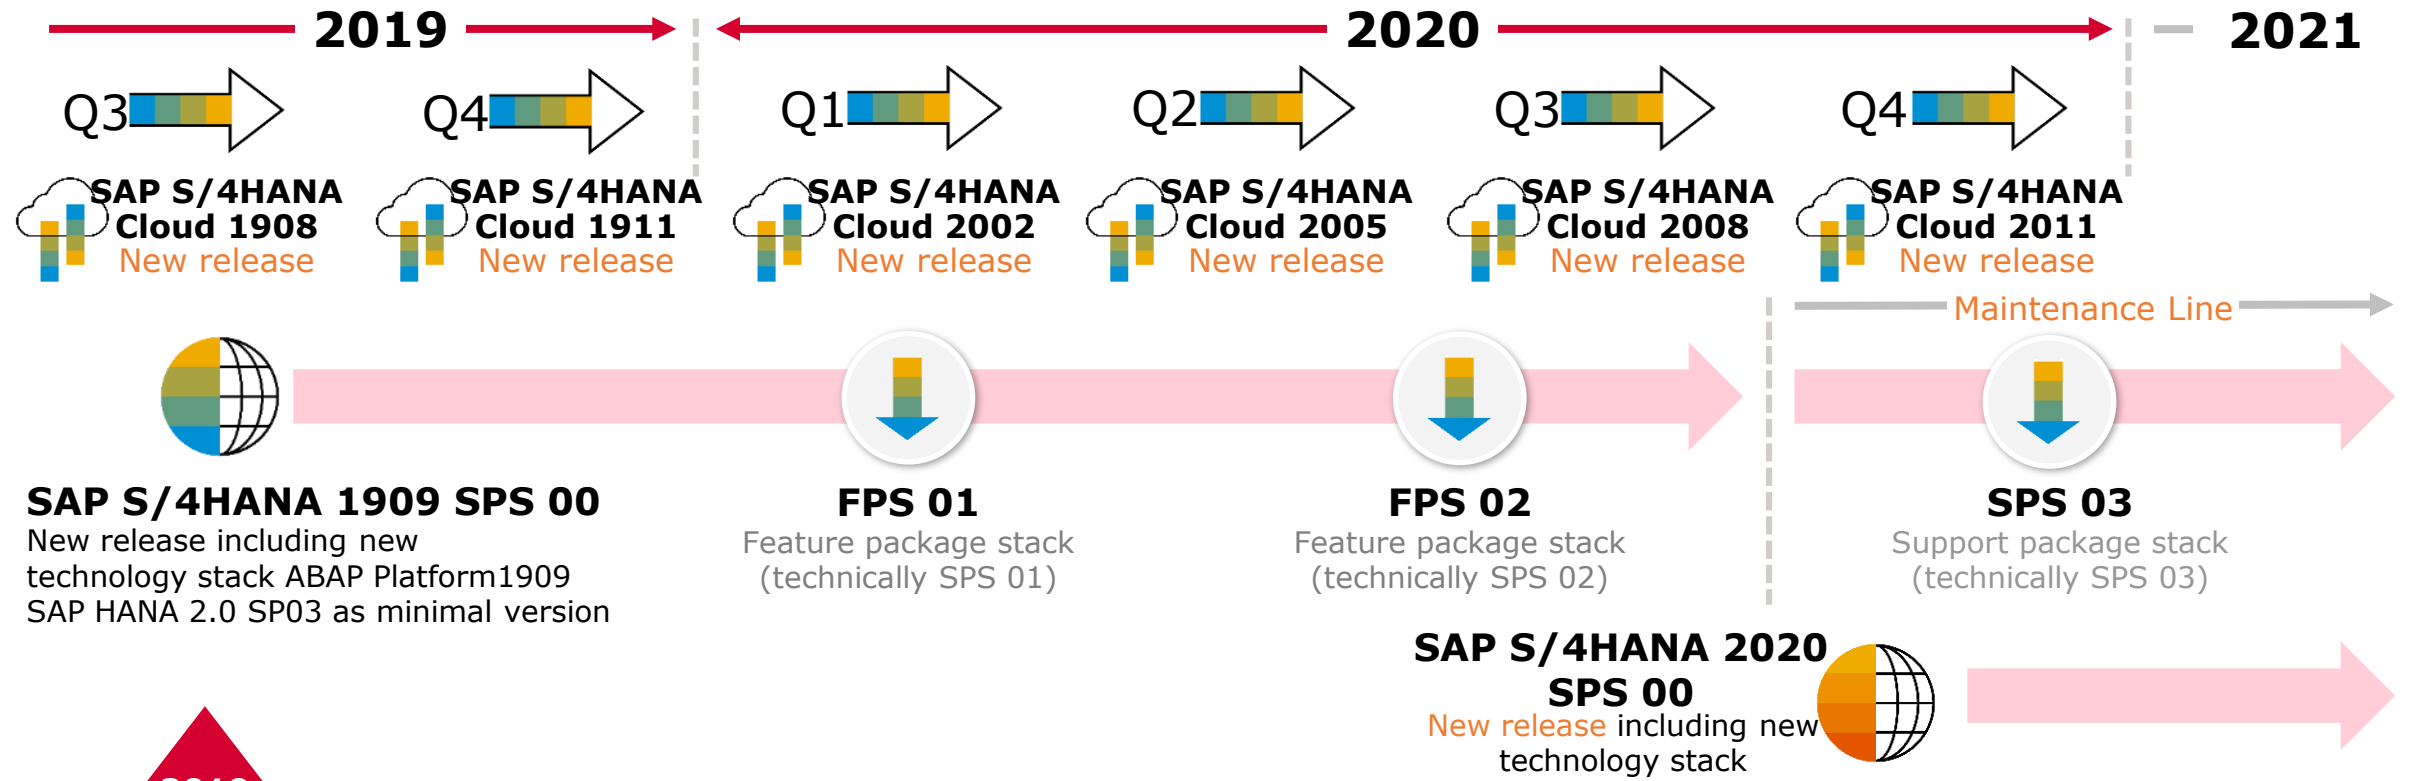 2019
2020
2021
Q3
Q4
Q1
Q2
Q3
Q4
SAP S/4HANA
Cloud 1908
New release
SAP S/4HANA
Cloud 1911
New release
SAP S/4HANA
Cloud 2002
New release
SAP S/4HANA
Cloud 2005
New release
SAP S/4HANA
Cloud 2008
New release
SAP S/4HANA
Cloud 2011
New release
Maintenance Line
SAP S/4HANA 1909 SPS 00
New release including new
technology stack ABAP Platform1909
SAP HANA 2.0 SP03 as minimal version
FPS 01
Feature package stack
(technically SPS 01)
FPS 02
Feature package stack
(technically SPS 02)
SPS 03
Support package stack
(technically SPS 03)
SAP S/4HANA 2020
SPS 00
New release including new
technology stack